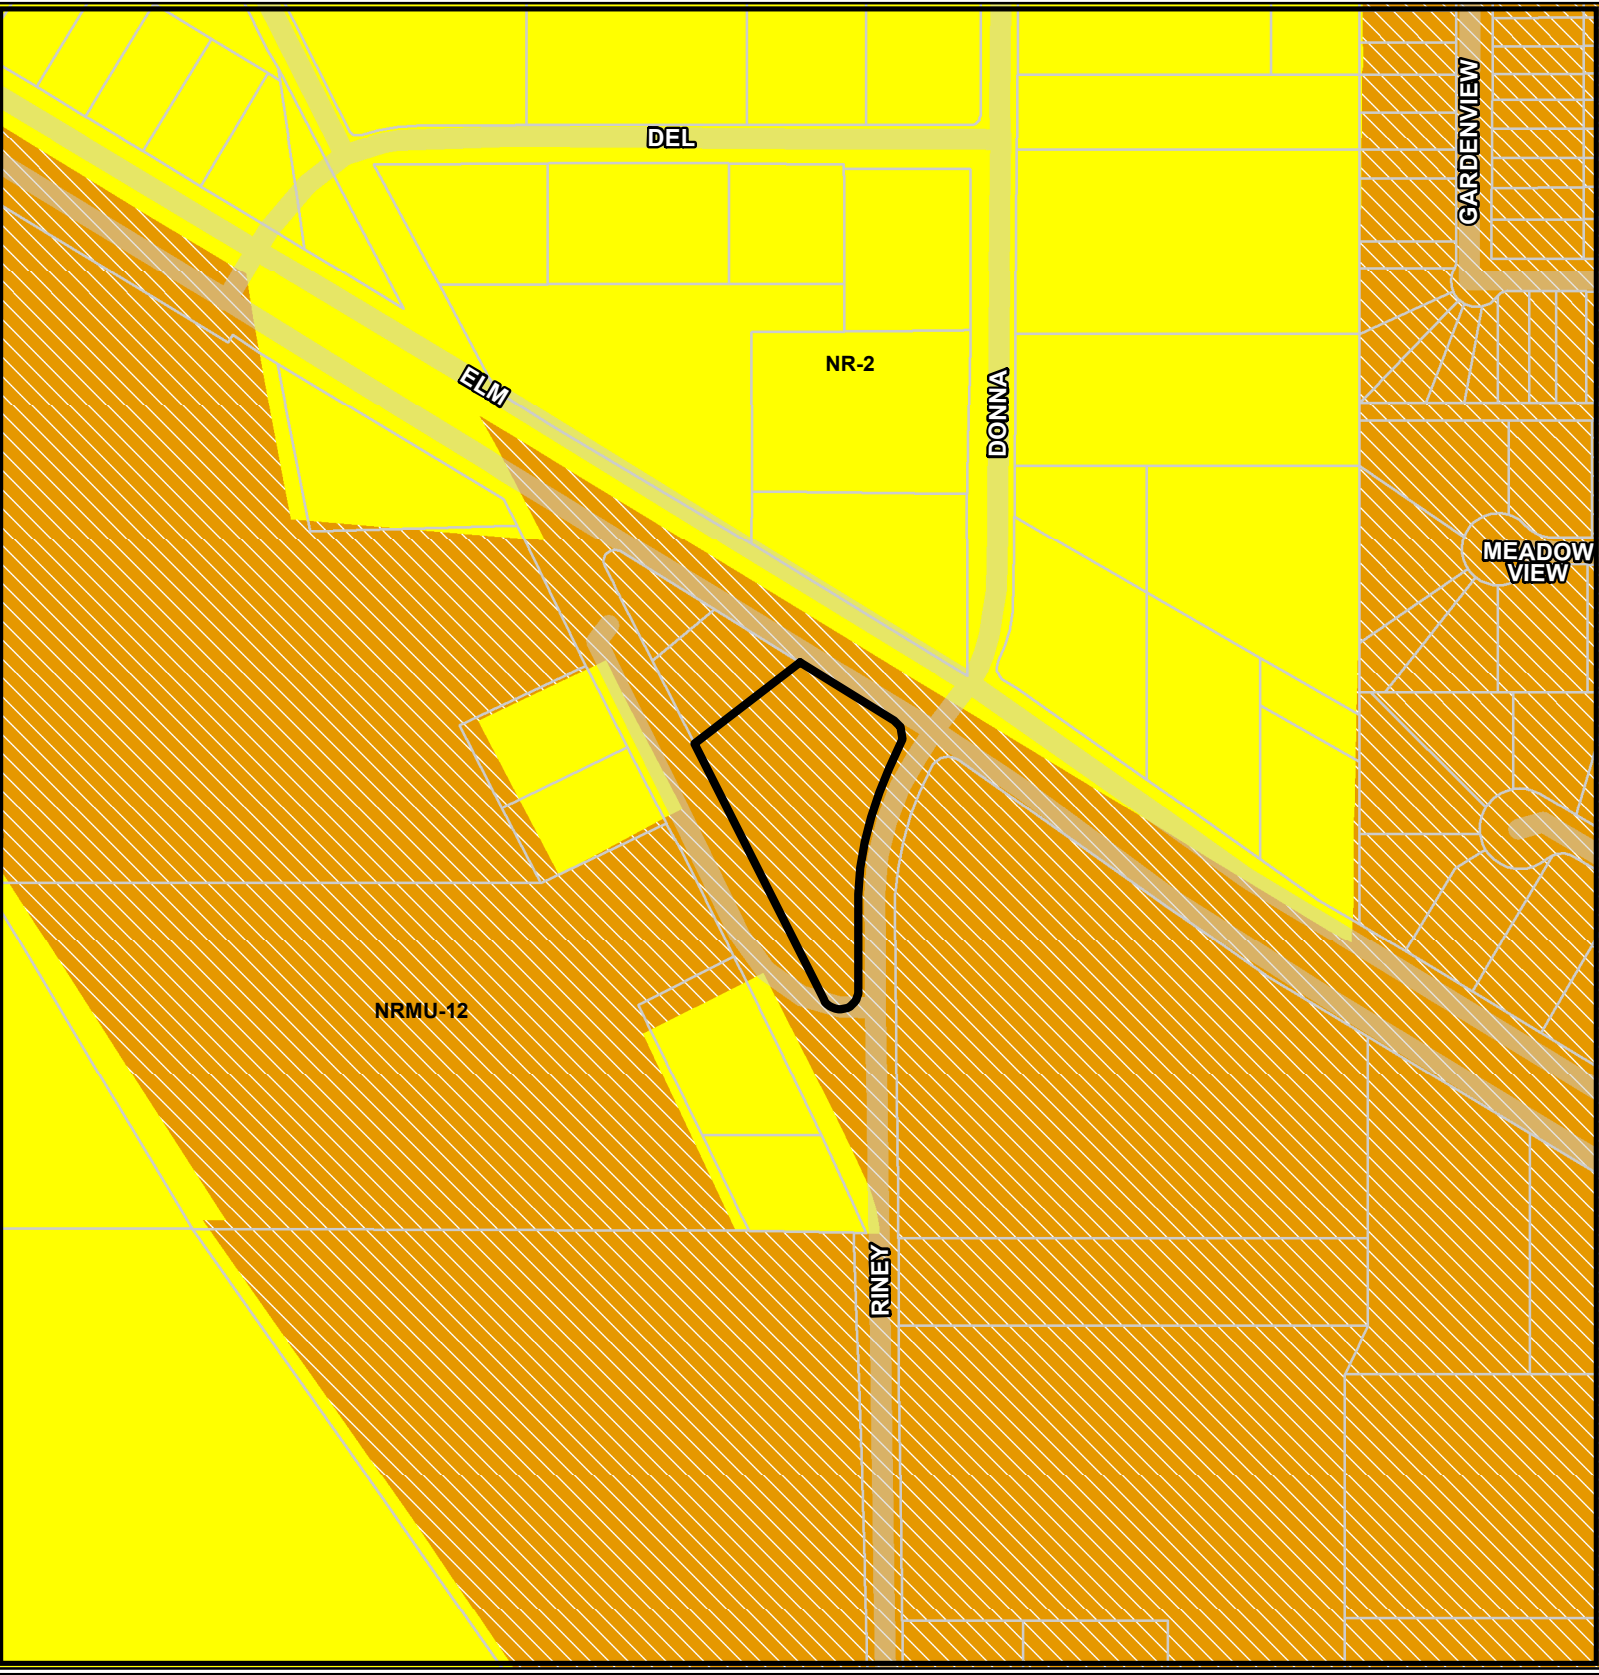 DEL
GARDENVIEW
NR-2
ELM
DONNA
MEADOW
VIEW
NRMU-12
RINEY